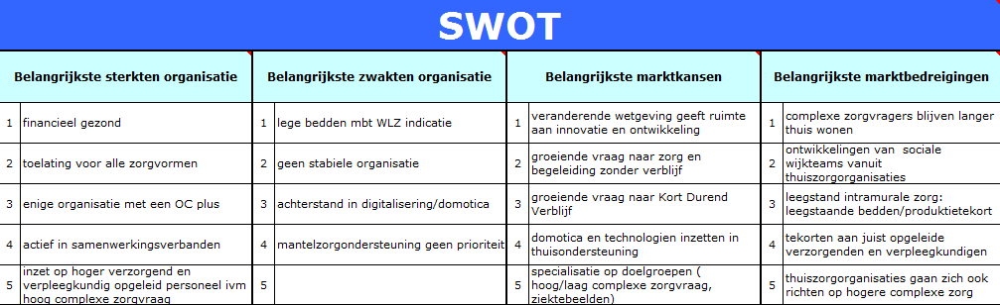 SWOT
Belangrijkste sterkten organisatie
Belangrijkste zwakten organisatie
Belangrijkste marktkansen
Belangrijkste marktbedreigingen
1 financieel gezond
1 lege bedden mbt WLZ indicatie
1 veranderende wetgeving geeft ruimte
aan innovatie en ontwikkeling
1 complexe zorgvragers blijven langer
thuis wonen
2 toelating voor alle zorgvormen
2 geen stabiele organisatie
2 groeiende vraag naar zorg en
begeleiding zonder verblijf
2 ontwikkelingen van sociale
wijkteams vanuit
thuiszorgorganisaties
3 enige organisatie met een OC plus
3 achterstand in digitalisering/domotica
3 groeiende vraag naar Kort Durend
Verblijf
3 leegstand intramurale zorg:
leegstaande bedden/produktietekort
4 actief in samenwerkingsverbanden
4 mantelzorgondersteuning geen prioriteit
4 domotica en technologien inzetten in
thuisondersteuning
4 tekorten aan juist opgeleide
verzorgenden en verpleegkundigen
5 inzet op hoger verzorgend en
verpleegkundig opgeleid personeel ivm
hoog complexe zorgvraag
5
5 specialisatie op doelgroepen (
hoog/laag complexe zorgvraag,
ziektebeelden)
5 thuiszorgorganisaties gaan zich ook
richten op hogere complexe zorg